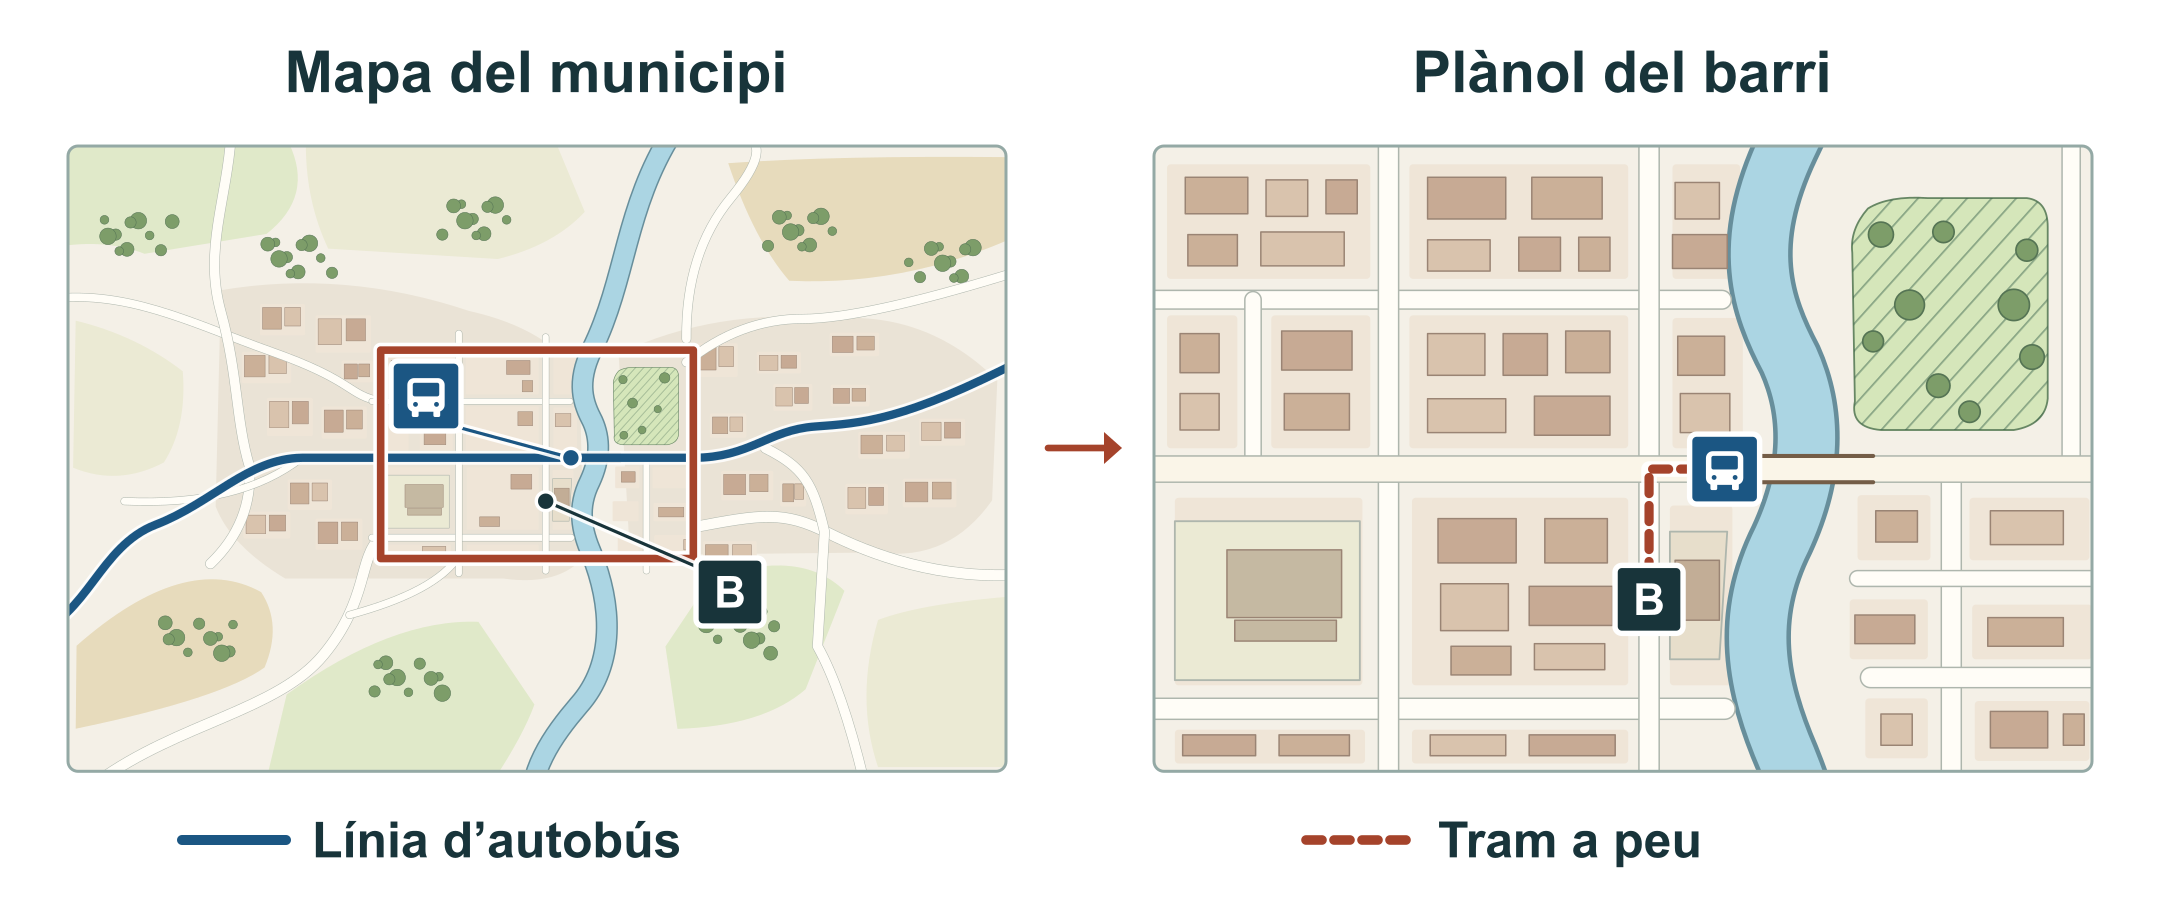 Mapa del municipi
Plànol del barri
B
B
Línia d’autobús
Tram a peu